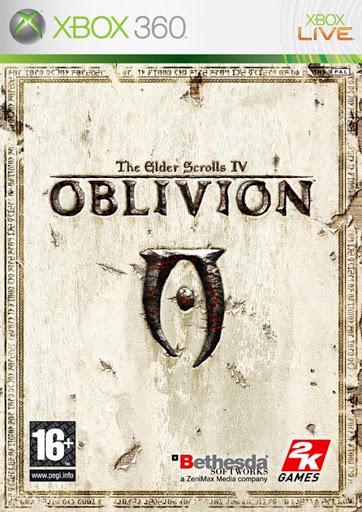 XBOX 360
XBOX
LIVE
PAL
The Elder Scrolls IV
OBLIVION
16+
www.pegi.info
Bethesda
SOFTWORKS
a ZeniMax Media company
2K
GAMES